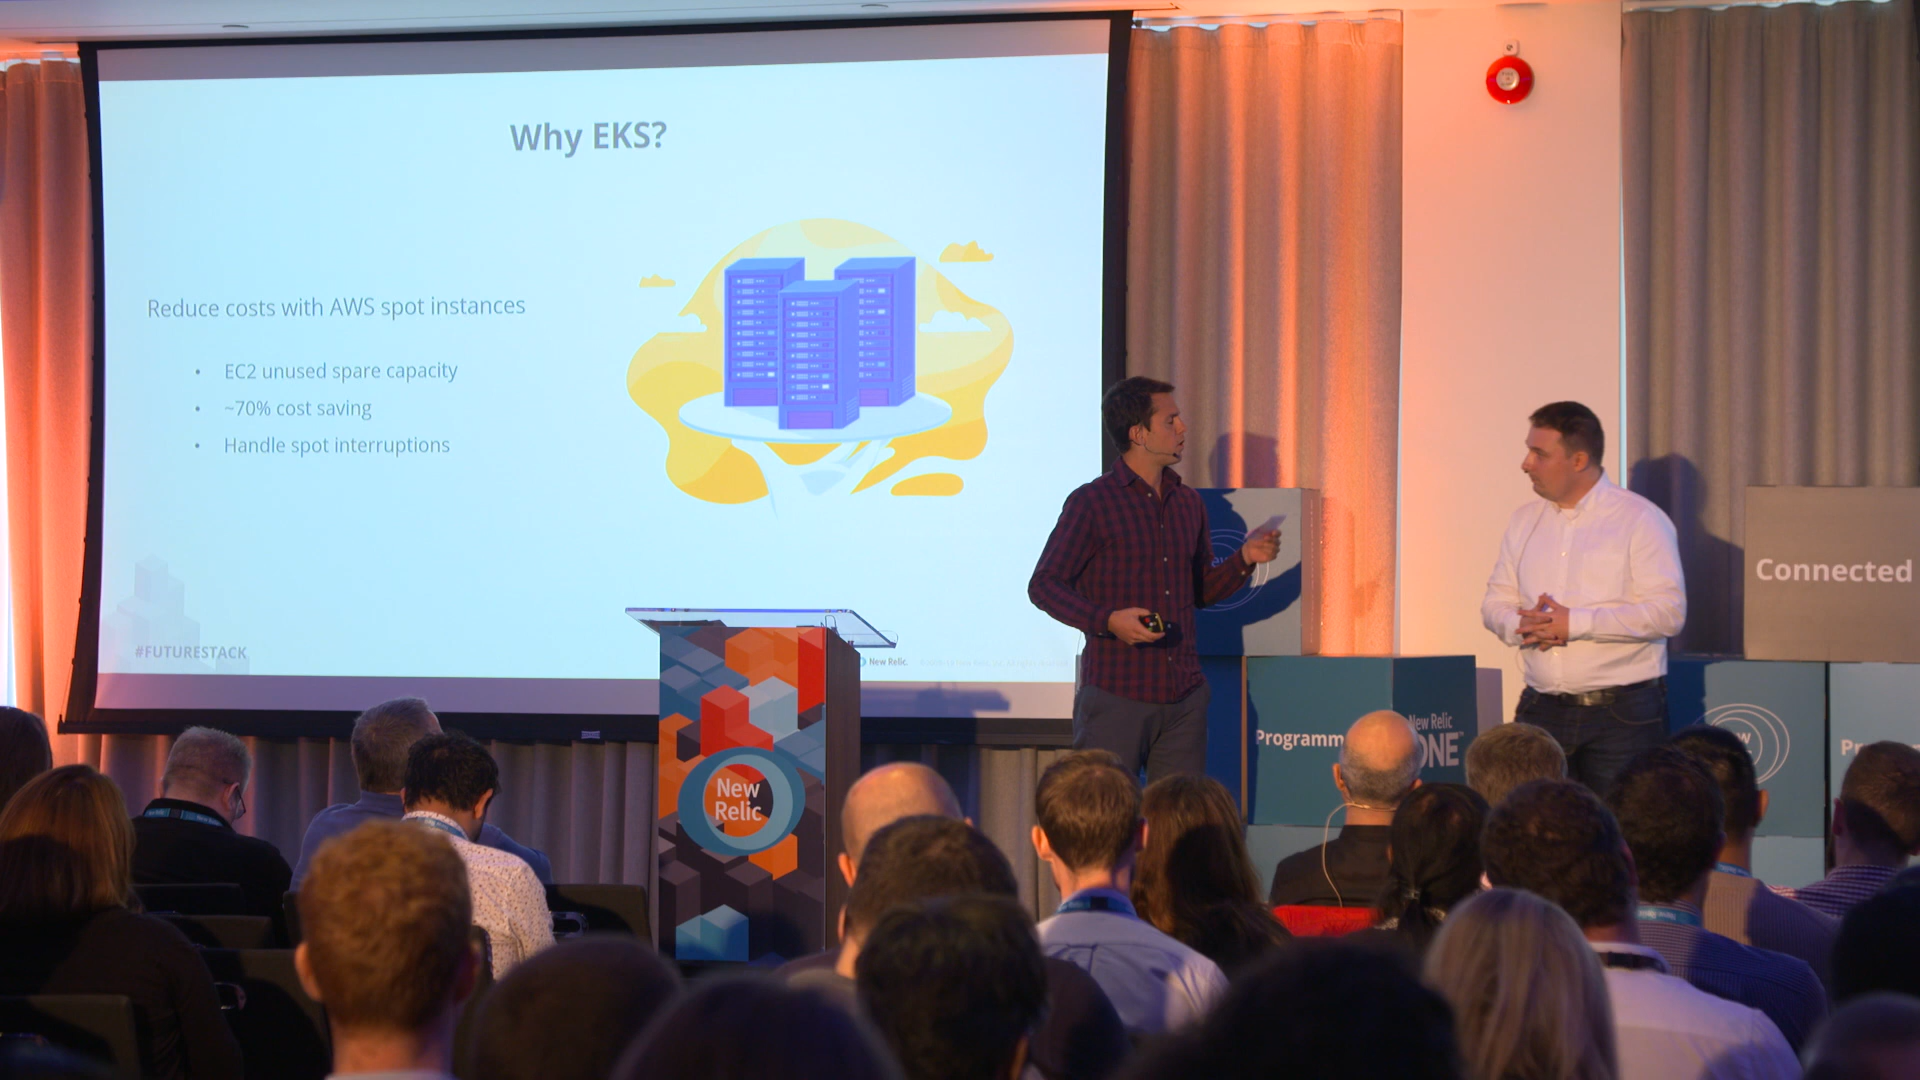 Why EKS?
Reduce costs with AWS spot instances
• EC2 unused spare capacity
• ~70% cost saving
• Handle spot interruptions
#FUTURESTACK
New Relic.
Connected
Programm
New Relic
ONE™
New
Relic